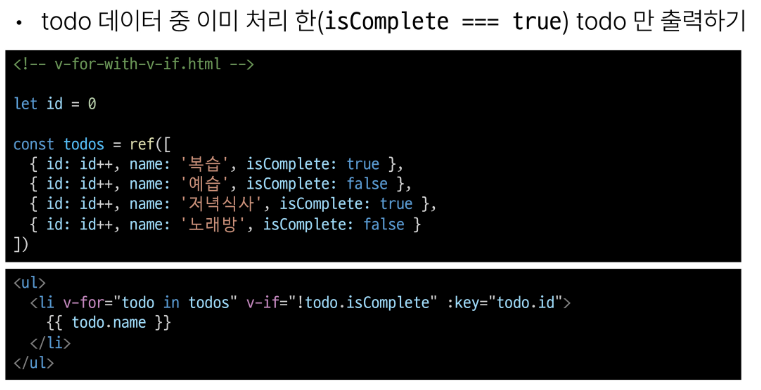 • todo 데이터 중 이미 처리 한(isComplete === true) todo 만 출력하기
<!-- v-for-with-v-if.html -->
let id = 0
const todos = ref([
  { id: id++, name: '복습', isComplete: true },
  { id: id++, name: '예습', isComplete: false },
  { id: id++, name: '저녁식사', isComplete: true },
  { id: id++, name: '노래방', isComplete: false }
])
<ul>
  <li v-for="todo in todos" v-if="!todo.isComplete" :key="todo.id">
    {{ todo.name }}
  </li>
</ul>